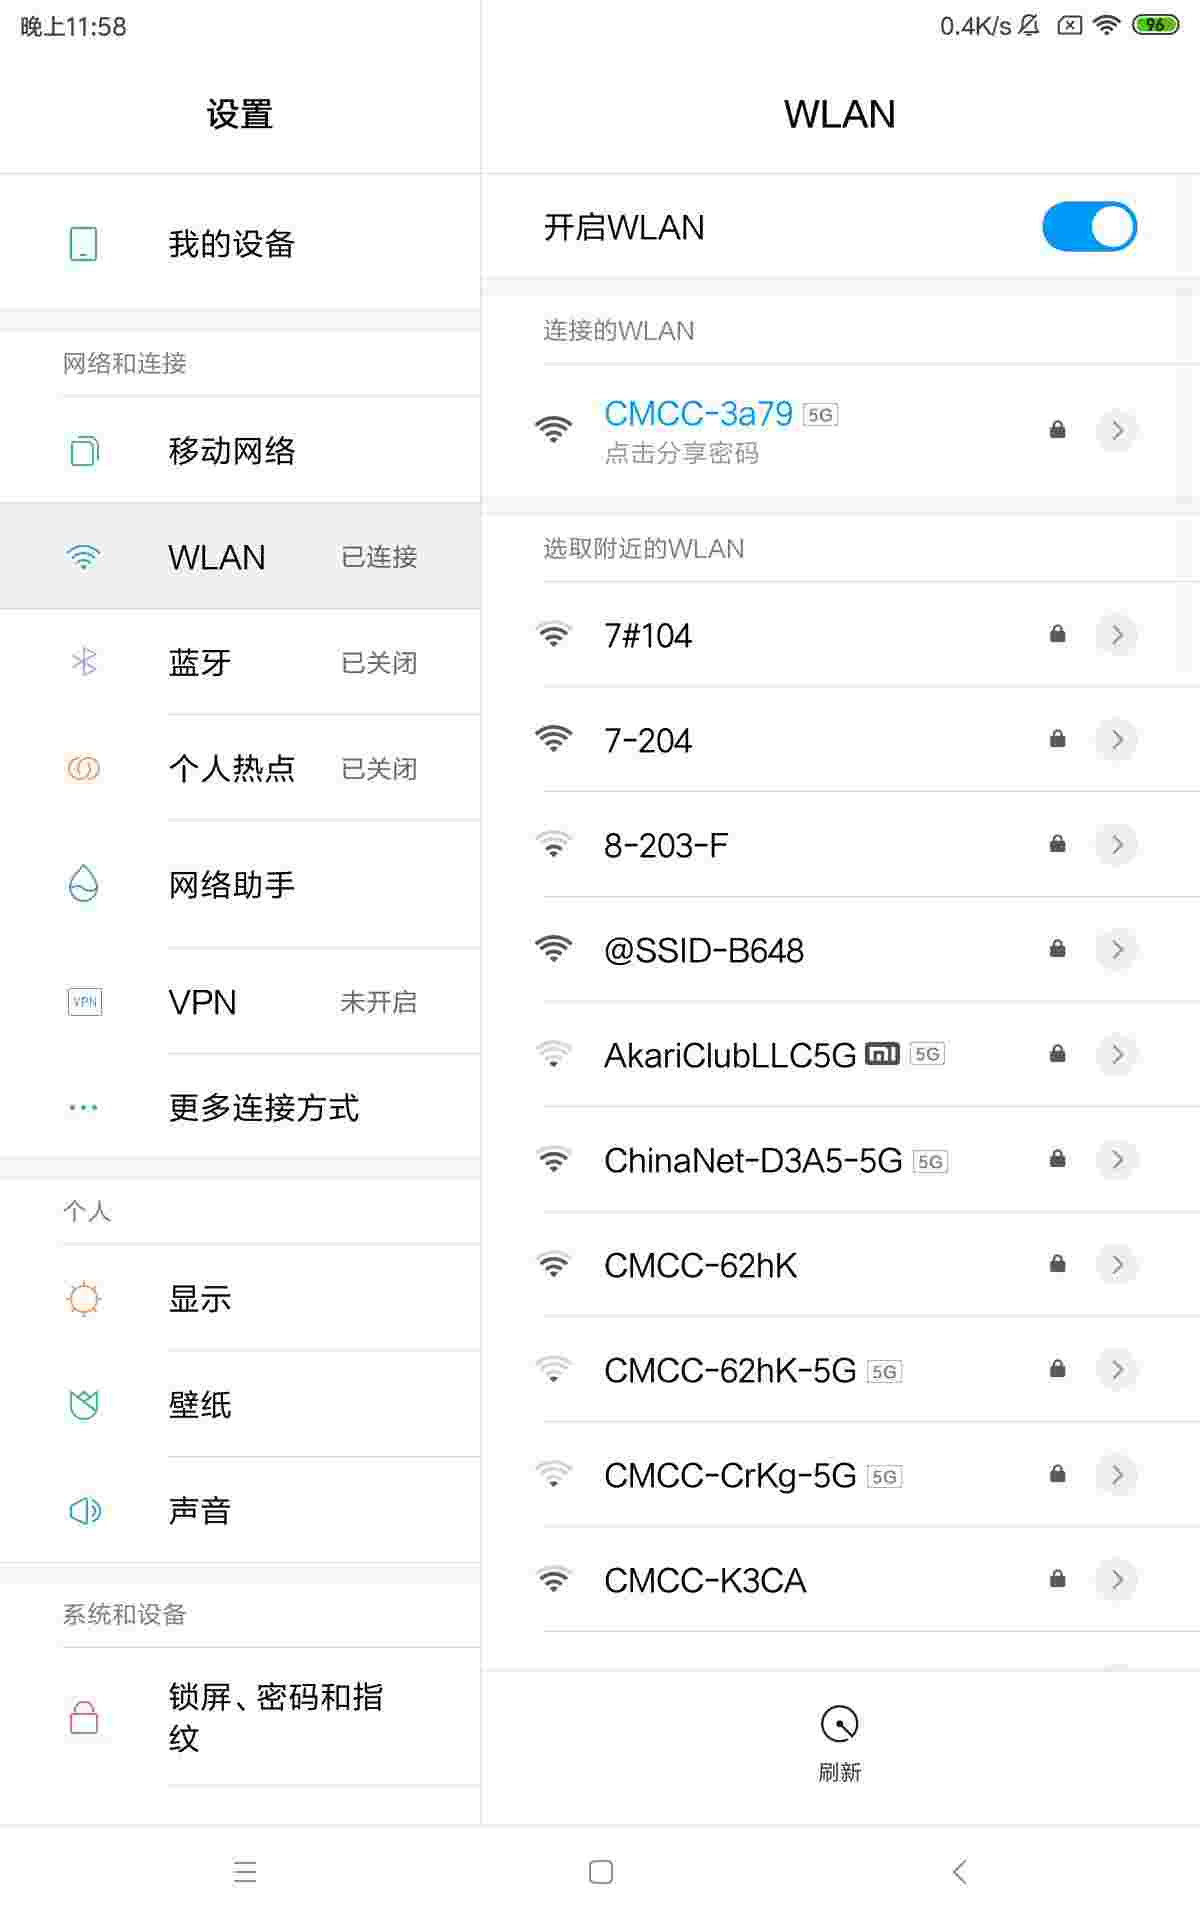 晚上11:58
0.4K/s
96
设置
我的设备
网络和连接
移动网络
WLAN 已连接
蓝牙 已关闭
个人热点 已关闭
网络助手
VPN VPN 未开启
更多连接方式
个人
显示
壁纸
声音
系统和设备
锁屏、密码和指
纹
WLAN
开启WLAN
连接的WLAN
CMCC-3a79 5G
点击分享密码
选取附近的WLAN
7#104
7-204
8-203-F
@SSID-B648
AkariClubLLC5G mi 5G
ChinaNet-D3A5-5G 5G
CMCC-62hK
CMCC-62hK-5G 5G
CMCC-CrKg-5G 5G
CMCC-K3CA
刷新